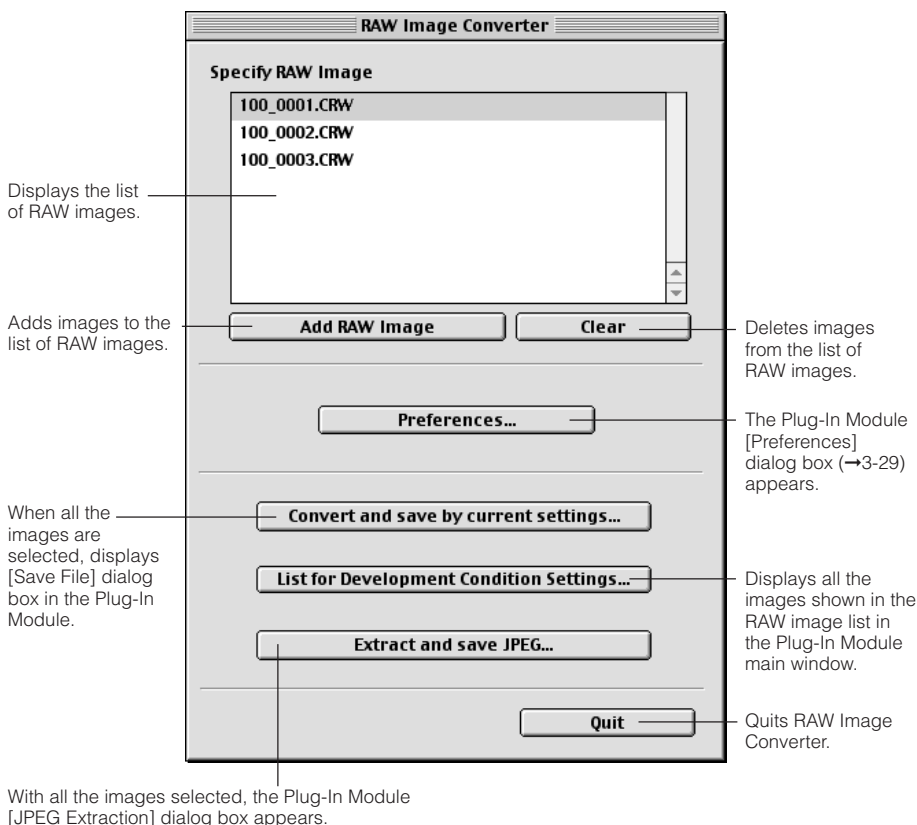 RAW Image Converter
Specify RAW Image
100_0001.CRW
100_0002.CRW
100_0003.CRW
Displays the list
of RAW images.
Adds images to the
list of RAW images.
Add RAW Image
Clear
Deletes images
from the list of
RAW images.
Preferences...
The Plug-In Module
[Preferences]
dialog box (→3-29)
appears.
When all the
images are
selected, displays
[Save File] dialog
box in the Plug-In
Module.
Convert and save by current settings...
List for Development Condition Settings...
Displays all the
images shown in the
RAW image list in
the Plug-In Module
main window.
Extract and save JPEG...
Quit
Quits RAW Image
Converter.
With all the images selected, the Plug-In Module
[JPEG Extraction] dialog box appears.